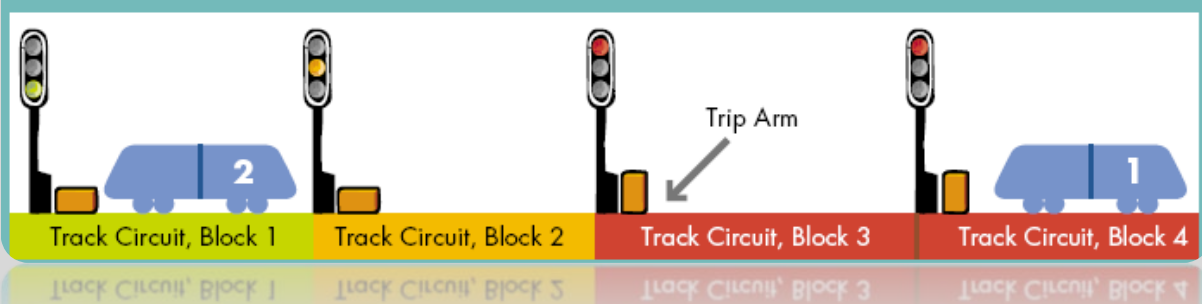 Trip Arm
2
1
Track Circuit, Block 1
Track Circuit, Block 2
Track Circuit, Block 3
Track Circuit, Block 4